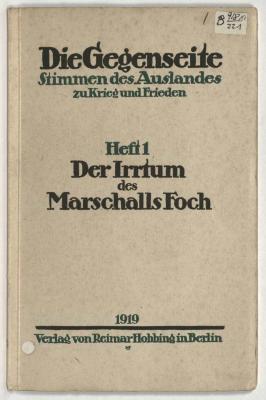 Die Gegenseite
Stimmen des Auslandes
zu Krieg und Frieden
Heft 1
Der Irrtum
des
Marschalls Foch
1919
Verlag von Reimar Hobbing in Berlin